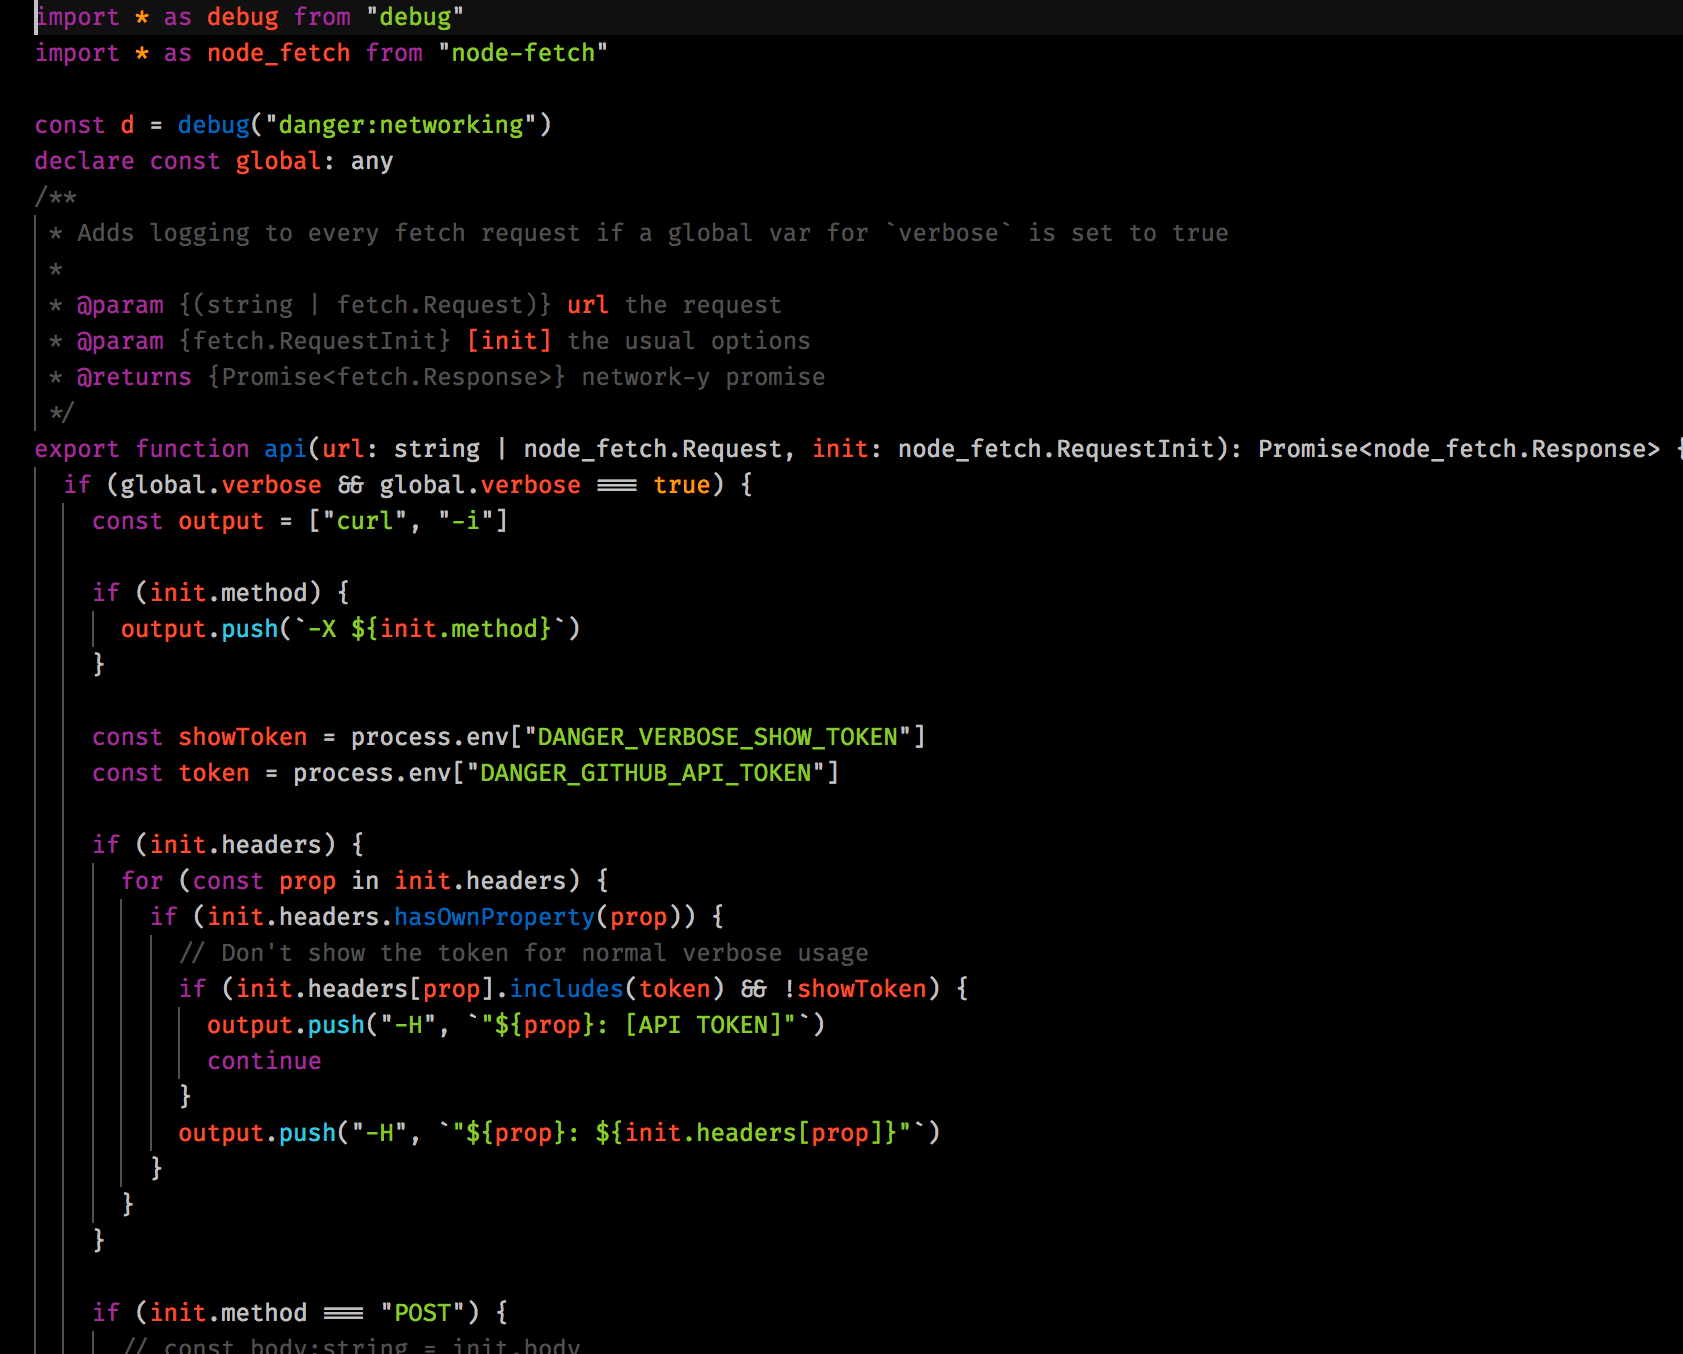 import * as debug from "debug"
import * as node_fetch from "node-fetch"

const d = debug("danger:networking")
declare const global: any
/**
 * Adds logging to every fetch request if a global var for `verbose` is set to true
 *
 * @param {(string | fetch.Request)} url the request
 * @param {fetch.RequestInit} [init] the usual options
 * @returns {Promise<fetch.Response>} network-y promise
 */
export function api(url: string | node_fetch.Request, init: node_fetch.RequestInit): Promise<node_fetch.Response> {
  if (global.verbose && global.verbose === true) {
    const output = ["curl", "-i"]

    if (init.method) {
      output.push(`-X ${init.method}`)
    }

    const showToken = process.env["DANGER_VERBOSE_SHOW_TOKEN"]
    const token = process.env["DANGER_GITHUB_API_TOKEN"]

    if (init.headers) {
      for (const prop in init.headers) {
        if (init.headers.hasOwnProperty(prop)) {
          // Don't show the token for normal verbose usage
          if (init.headers[prop].includes(token) && !showToken) {
            output.push("-H", `"${prop}: [API TOKEN]"`)
            continue
          }
          output.push("-H", `"${prop}: ${init.headers[prop]}"`)
        }
      }
    }

    if (init.method === "POST") {
      // const body:string = init.body